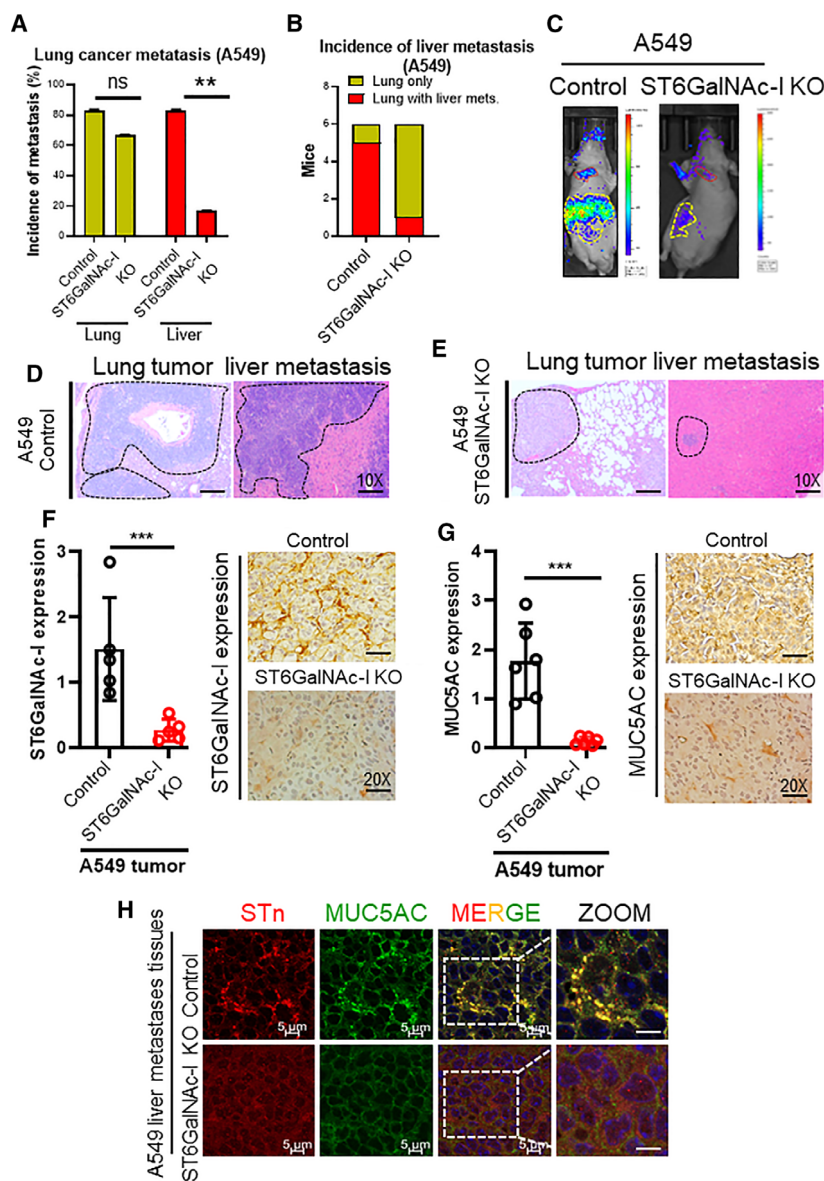 A
Lung cancer metatasis (A549)
Incidence of metastasis (%)
100
80
60
40
20
0
ns
**
Control
ST6GalNAc-I
KO
Control
ST6GalNAc-I
KO
Lung
Liver
B
Incidence of liver metastasis
(A549)
Lung only
Lung with liver mets.
Mice
8
6
4
2
0
Control
ST6GalNAc-I KO
C
A549
Control
ST6GalNAc-I KO
D
Lung tumor liver metastasis
A549
Control
10X
E
Lung tumor liver metastasis
A549
ST6GalNAc-I KO
10X
F
ST6GalNAc-I expression
3
2
1
0
***
Control
ST6GalNAc-I
KO
A549 tumor
ST6GalNAc-I expression
Control
ST6GalNAc-I KO
20X
G
MUC5AC expression
4
3
2
1
0
***
Control
ST6GalNAc-I
KO
A549 tumor
MUC5AC expression
Control
ST6GalNAc-I KO
20X
H
STn
MUC5AC
MERGE
ZOOM
A549 liver metastases tissues
ST6GalNAc-I KO
Control
5 µm
5 µm
5 µm
5 µm
5 µm
5 µm